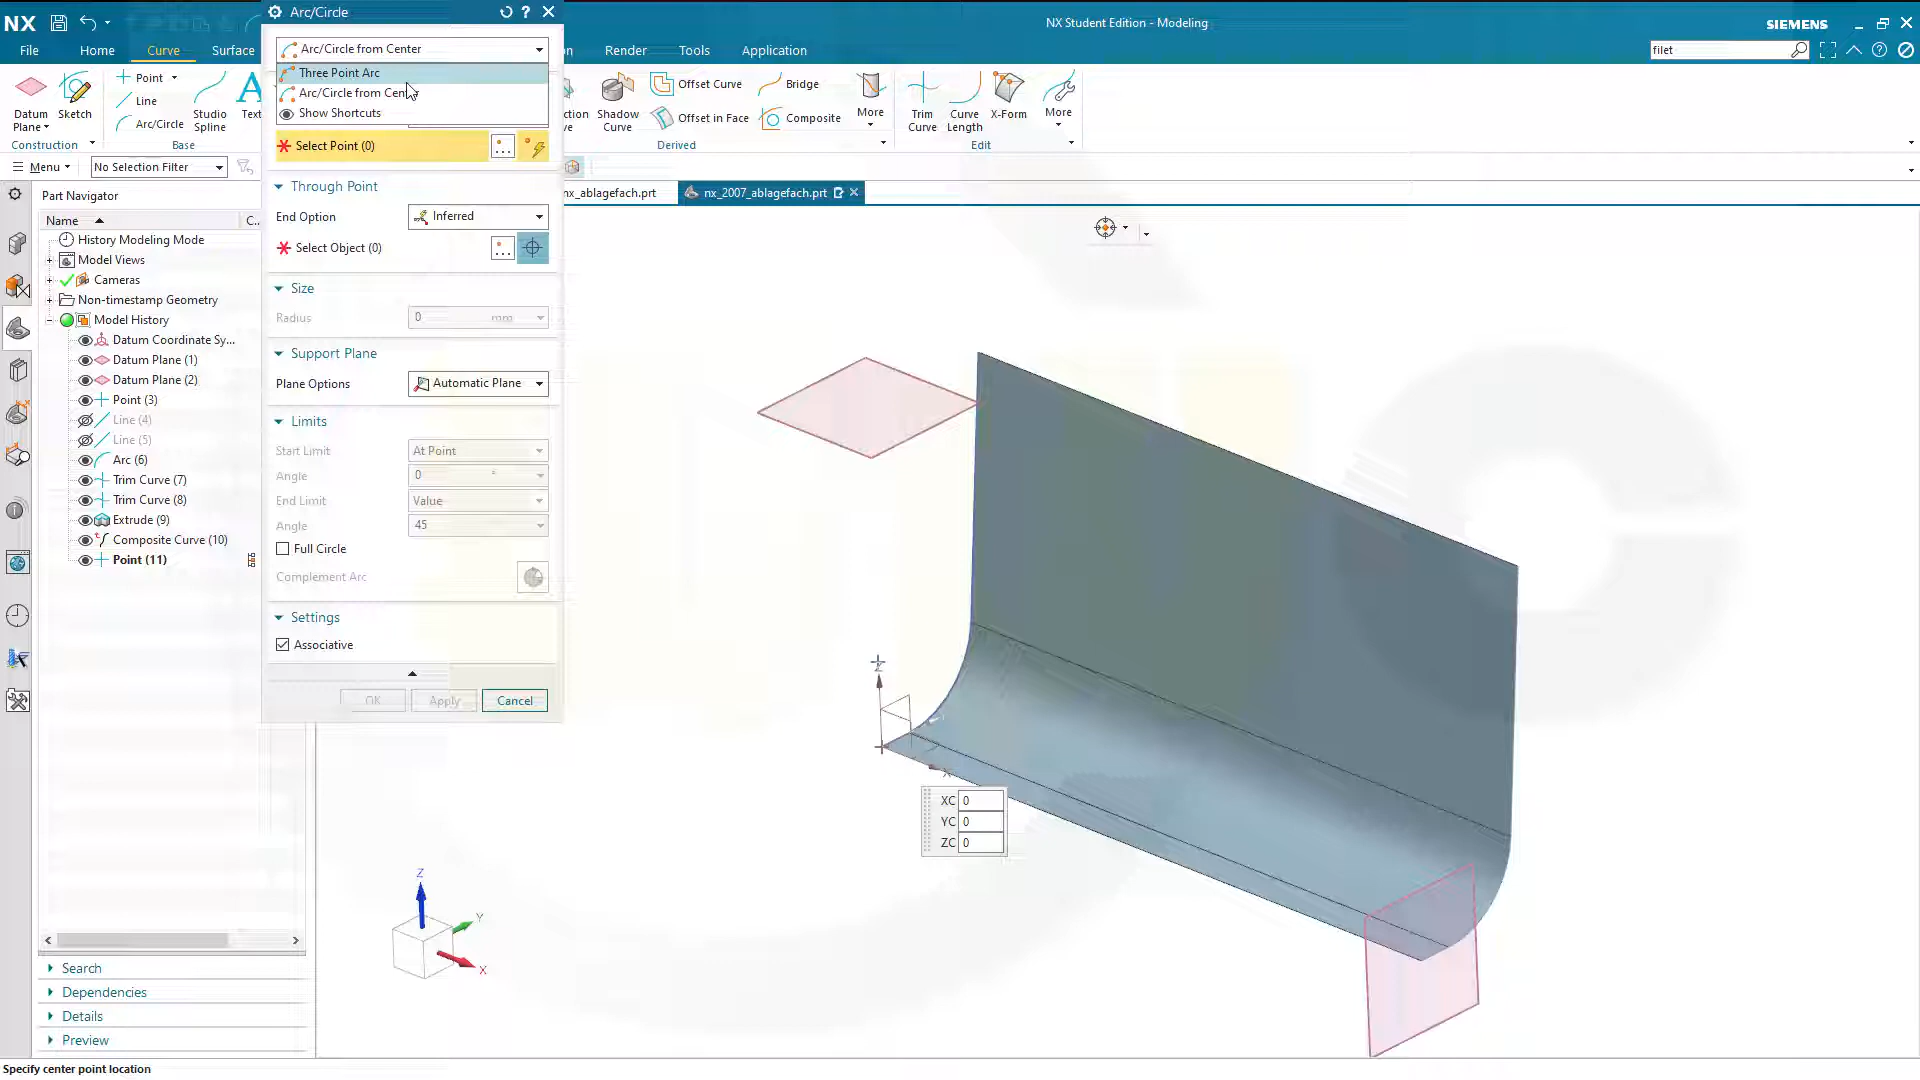 NX
Arc/Circle
NX Student Edition - Modeling
SIEMENS
File
Home
Curve
Surface
Render
Tools
Application
filet
Arc/Circle from Center
Three Point Arc
Arc/Circle from Center
Show Shortcuts
Select Point (0)
Through Point
End Option
Inferred
Select Object (0)
Size
Radius
0
mm
Support Plane
Plane Options
Automatic Plane
Limits
Start Limit
At Point
Angle
0
°
End Limit
Value
Angle
45
Full Circle
Complement Arc
Settings
Associative
OK
Apply
Cancel
Datum
Plane
Sketch
Construction
Point
Line
Arc/Circle
Studio
Spline
Text
Base
Shadow
Curve
Offset Curve
Offset in Face
Bridge
Composite
More
Derived
Trim
Curve
Curve
Length
X-Form
More
Edit
Menu
No Selection Filter
nx_ablagefach.prt
nx_2007_ablagefach.prt
Part Navigator
Name
C...
History Modeling Mode
Model Views
Cameras
Non-timestamp Geometry
Model History
Datum Coordinate Sy...
Datum Plane (1)
Datum Plane (2)
Point (3)
Line (4)
Line (5)
Arc (6)
Trim Curve (7)
Trim Curve (8)
Extrude (9)
Composite Curve (10)
Point (11)
Search
Dependencies
Details
Preview
Z
X
XC 0
YC 0
ZC 0
Z
Y
X
Specify center point location